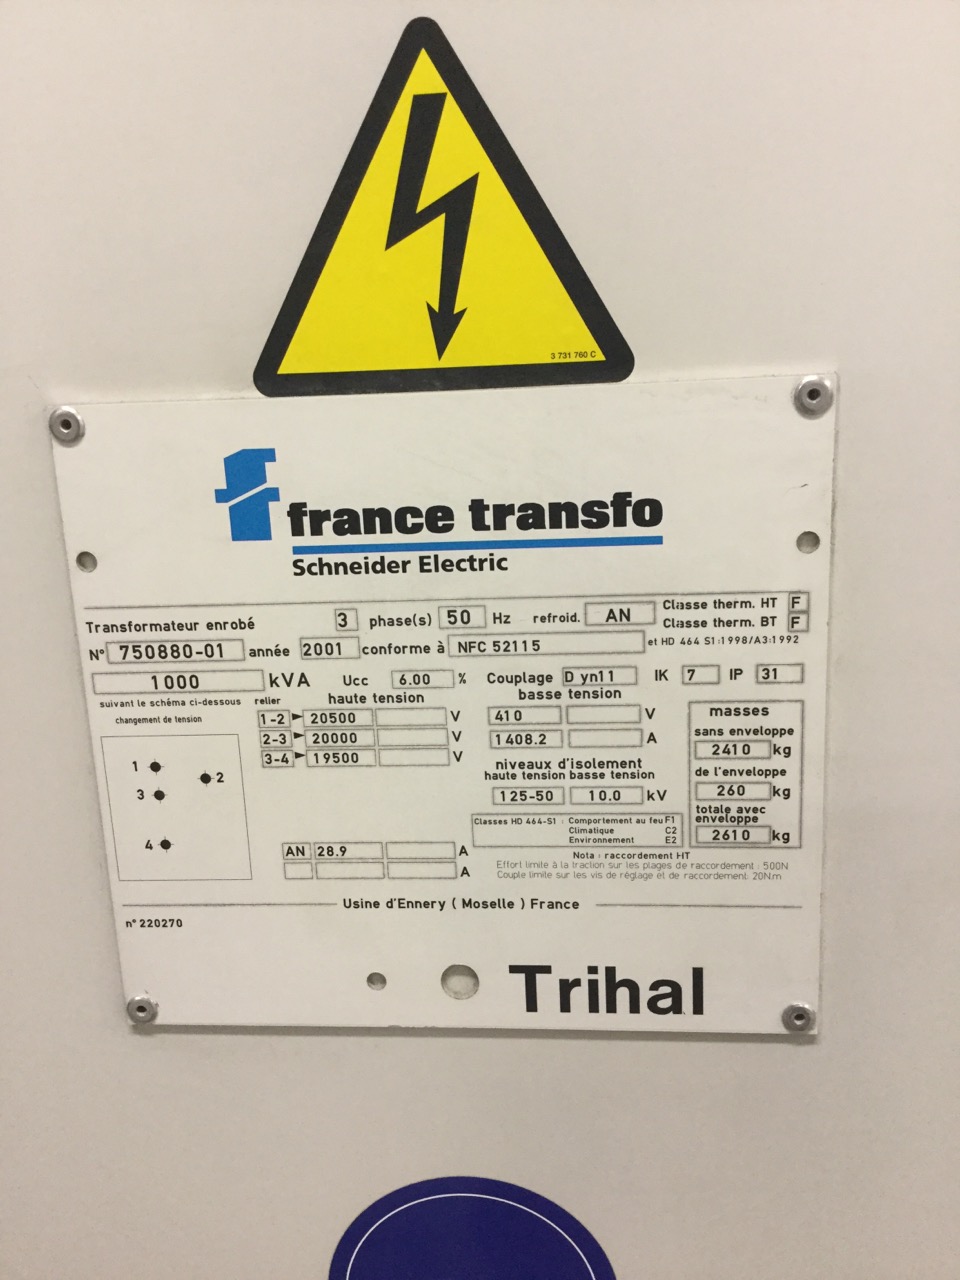 3 731 760 C
france transfo
Schneider Electric
Transformateur enrobé 3 phase(s) 50 Hz refroid. AN Classe therm. HT F
Classe therm. BT F
N° 750880-01 année 2001 conforme à NFC 52115 et HD 464 S1:1998/A3:1992
1000 kVA Ucc 6.00 % Couplage D yn11 IK 7 IP 31
suivant le schéma ci-dessous relier haute tension basse tension masses
changement de tension 1-2 20500 V 410 V sans enveloppe
2-3 20000 V 1408.2 A 2410 kg
3-4 19500 V niveaux d'isolement de l'enveloppe
1 2 3 4 haute tension basse tension 260 kg
125-50 10.0 kV totale avec enveloppe
2610 kg
Classes HD 464-S1 : Comportement au feu F1
Climatique C2
Environnement E2
AN 28.9 A Nota : raccordement HT
A Effort limite à la traction sur les plages de raccordement : 500N
Couple limite sur les vis de réglage et de raccordement: 20N.m
Usine d'Ennery ( Moselle ) France
n° 220270
Trihal